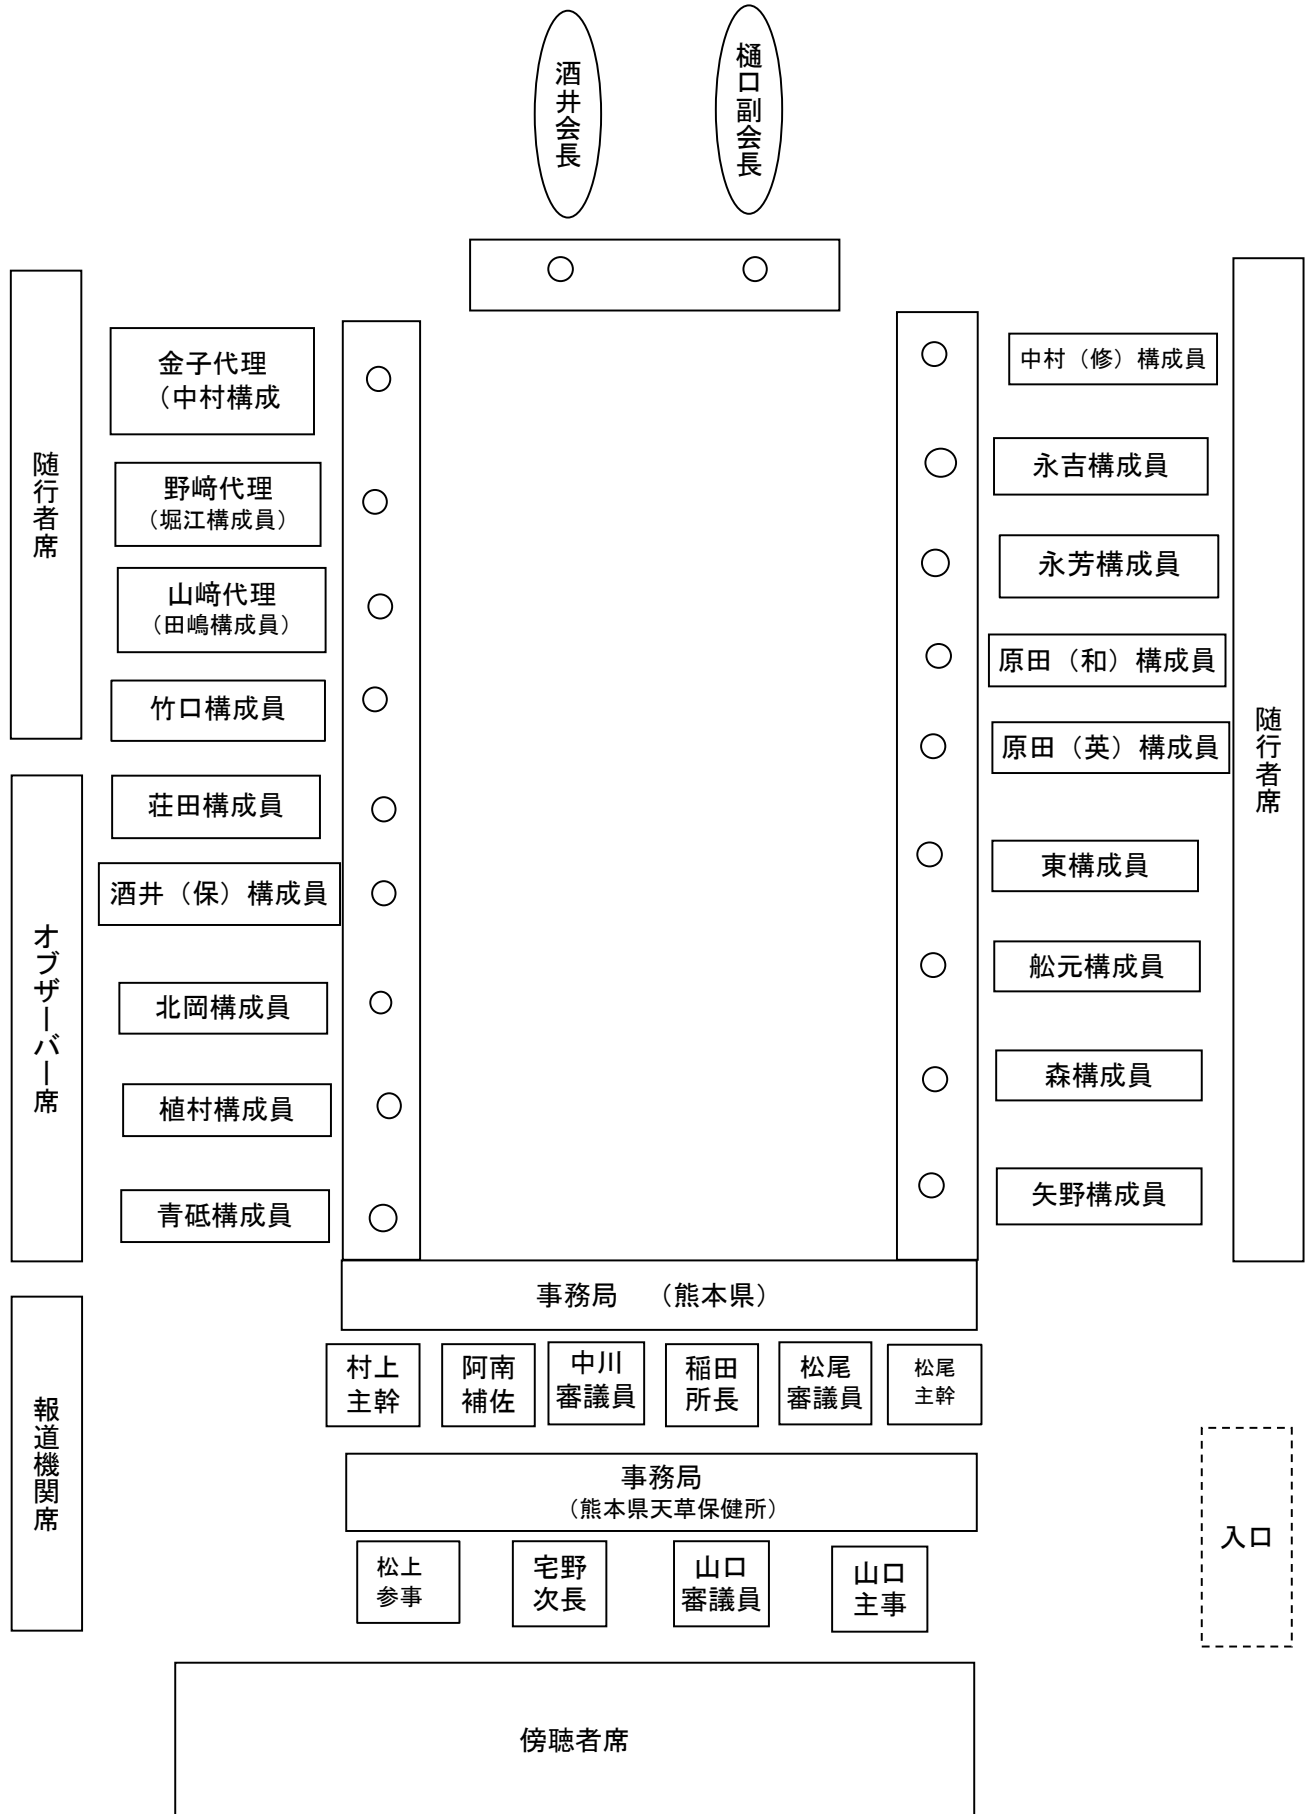 酒井会長
樋口副会長
随行者席
金子代理
（中村構成
野﨑代理
（堀江構成員）
山﨑代理
（田嶋構成員）
竹口構成員
荘田構成員
酒井（保）構成員
北岡構成員
植村構成員
青砥構成員
オブザーバー席
報道機関席
中村（修）構成員
永吉構成員
永芳構成員
原田（和）構成員
原田（英）構成員
東構成員
舩元構成員
森構成員
矢野構成員
随行者席
事務局　（熊本県）
村上
主幹
阿南
補佐
中川
審議員
稲田
所長
松尾
審議員
松尾
主幹
事務局
（熊本県天草保健所）
松上
参事
宅野
次長
山口
審議員
山口
主事
入口
傍聴者席